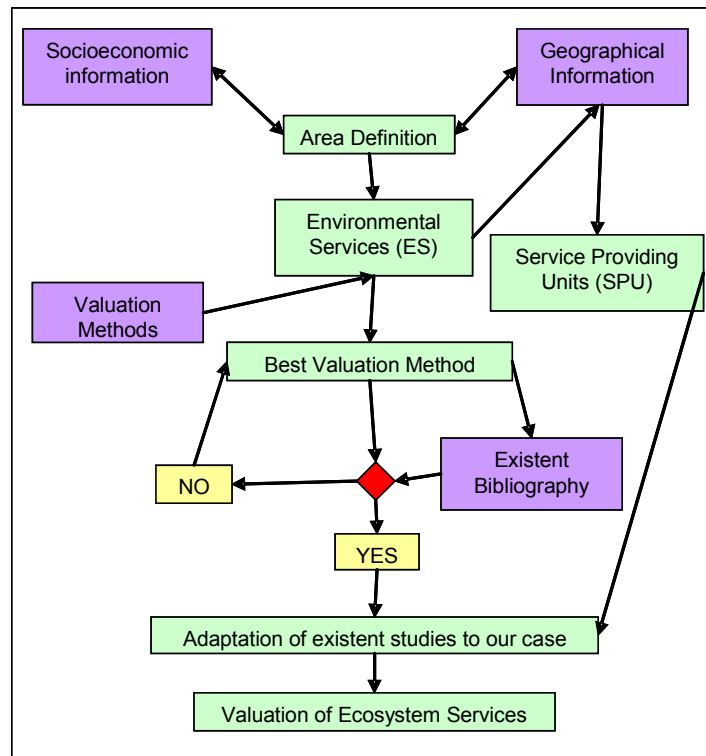 Socioeconomic
information
Geographical
Information
Area Definition
Environmental
Services (ES)
Service Providing
Units (SPU)
Valuation
Methods
Best Valuation Method
Existent
Bibliography
NO
YES
Adaptation of existent studies to our case
Valuation of Ecosystem Services